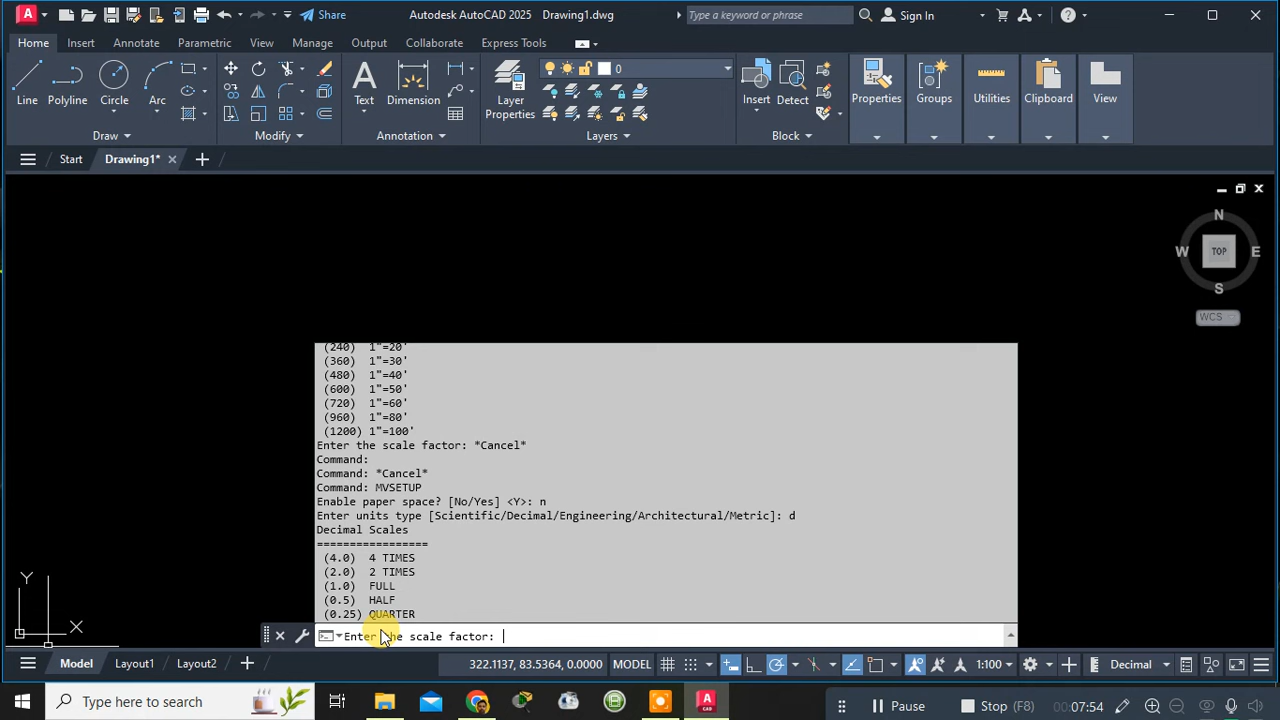 Share
Autodesk AutoCAD 2025 Drawing1.dwg
Type a keyword or phrase
Sign In
Home Insert Annotate Parametric View Manage Output Collaborate Express Tools
Line Polyline Circle Arc
Text Dimension
Layer
Properties
0
Insert Detect
Properties Groups Utilities Clipboard View
Draw Modify Annotation Layers Block
Start Drawing1*
N
W TOP E
S
WCS
(240) 1"=20'
(360) 1"=30'
(480) 1"=40'
(600) 1"=50'
(720) 1"=60'
(960) 1"=80'
(1200) 1"=100'
Enter the scale factor: *Cancel*
Command:
Command: *Cancel*
Command: MVSETUP
Enable paper space? [No/Yes] <Y>: n
Enter units type [Scientific/Decimal/Engineering/Architectural/Metric]: d
Decimal Scales
=================
(4.0) 4 TIMES
(2.0) 2 TIMES
(1.0) FULL
(0.5) HALF
(0.25) QUARTER
Enter the scale factor:
Y
X
Model Layout1 Layout2
322.1137, 83.5364, 0.0000 MODEL
1:100
Decimal
Type here to search
CAD
Pause
Stop (F8)
00:07:54